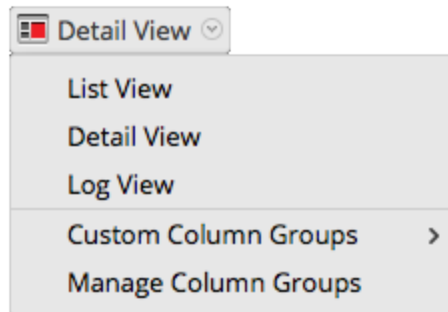 Detail View
List View
Detail View
Log View
Custom Column Groups
Manage Column Groups